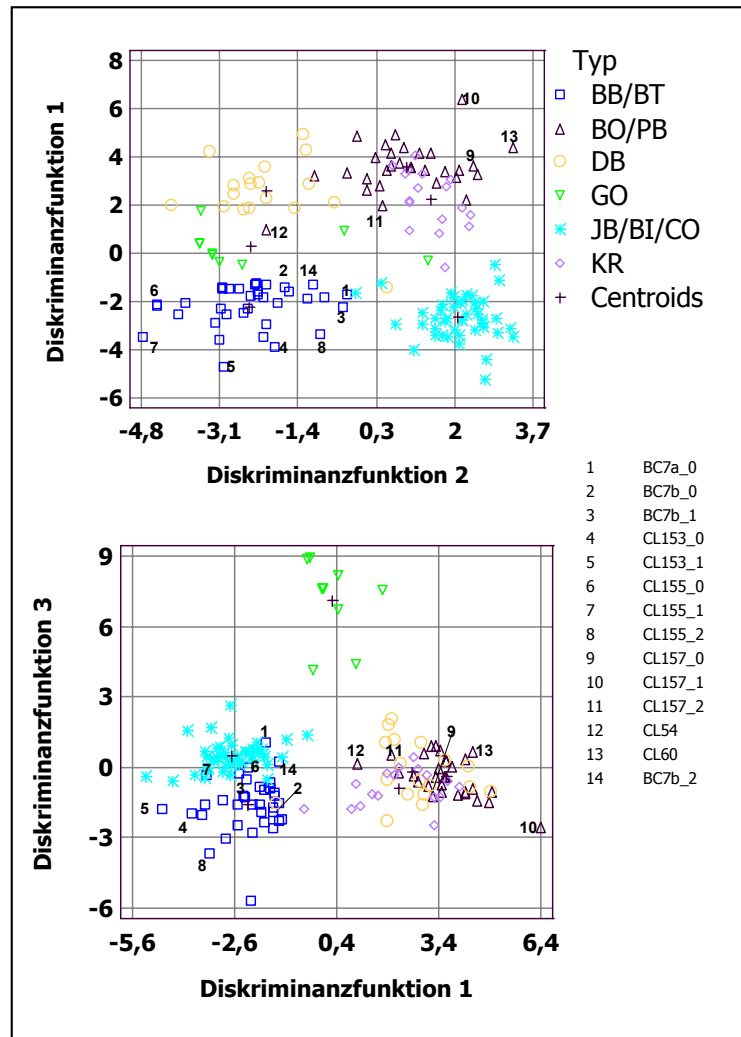 8
6
4
2
0
-2
-4
-6
-4,8 -3,1 -1,4 0,3 2 3,7
Diskriminanzfunktion 1
Diskriminanzfunktion 2
10
13
9
11
12
2 14
6 1
3
7 4 8
5
Typ
BB/BT
BO/PB
DB
GO
JB/BI/CO
KR
Centroids
9
6
3
0
-3
-6
-5,6 -2,6 0,4 3,4 6,4
Diskriminanzfunktion 3
Diskriminanzfunktion 1
1 9
12 11 13
7 6 14
3 2
5
4
10
8
1 BC7a_0
2 BC7b_0
3 BC7b_1
4 CL153_0
5 CL153_1
6 CL155_0
7 CL155_1
8 CL155_2
9 CL157_0
10 CL157_1
11 CL157_2
12 CL54
13 CL60
14 BC7b_2